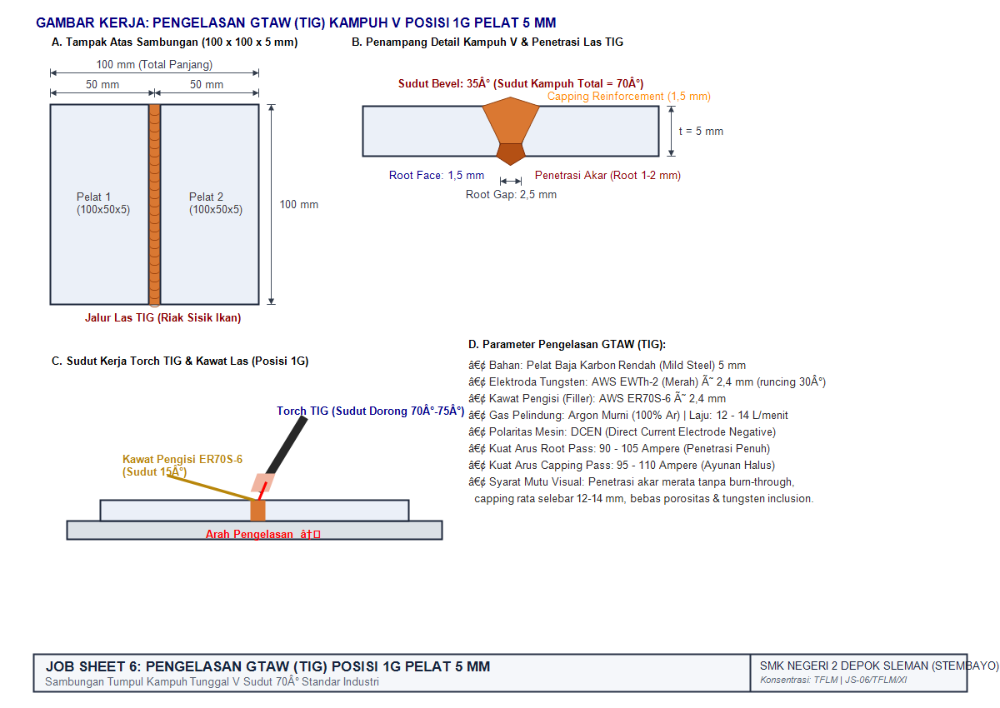 GAMBAR KERJA: PENGELASAN GTAW (TIG) KAMPUH V POSISI 1G PELAT 5 MM
A. Tampak Atas Sambungan (100 x 100 x 5 mm)
100 mm (Total Panjang)
50 mm
50 mm
Pelat 1
(100x50x5)
Pelat 2
(100x50x5)
100 mm
Jalur Las TIG (Riak Sisik Ikan)
B. Penampang Detail Kampuh V & Penetrasi Las TIG
Sudut Bevel: 35Â° (Sudut Kampuh Total = 70Â°)
Capping Reinforcement (1,5 mm)
t = 5 mm
Root Face: 1,5 mm
Penetrasi Akar (Root 1-2 mm)
Root Gap: 2,5 mm
C. Sudut Kerja Torch TIG & Kawat Las (Posisi 1G)
Torch TIG (Sudut Dorong 70Â°-75Â°)
Kawat Pengisi ER70S-6
(Sudut 15Â°)
Arah Pengelasan â†□
D. Parameter Pengelasan GTAW (TIG):
â€¢ Bahan: Pelat Baja Karbon Rendah (Mild Steel) 5 mm
â€¢ Elektroda Tungsten: AWS EWTh-2 (Merah) Ã˜ 2,4 mm (runcing 30Â°)
â€¢ Kawat Pengisi (Filler): AWS ER70S-6 Ã˜ 2,4 mm
â€¢ Gas Pelindung: Argon Murni (100% Ar) | Laju: 12 - 14 L/menit
â€¢ Polaritas Mesin: DCEN (Direct Current Electrode Negative)
â€¢ Kuat Arus Root Pass: 90 - 105 Ampere (Penetrasi Penuh)
â€¢ Kuat Arus Capping Pass: 95 - 110 Ampere (Ayunan Halus)
â€¢ Syarat Mutu Visual: Penetrasi akar merata tanpa burn-through,
capping rata selebar 12-14 mm, bebas porositas & tungsten inclusion.
JOB SHEET 6: PENGELASAN GTAW (TIG) POSISI 1G PELAT 5 MM
Sambungan Tumpul Kampuh Tunggal V Sudut 70Â° Standar Industri
SMK NEGERI 2 DEPOK SLEMAN (STEMBAYO)
Konsentrasi: TFLM | JS-06/TFLM/XI